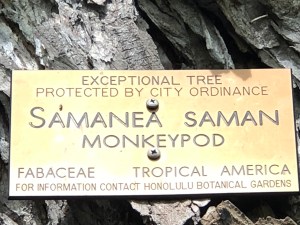 EXCEPTIONAL TREE
PROTECTED BY CITY ORDINANCE
SAMANEA SAMAN
MONKEYPOD
FABACEAE TROPICAL AMERICA
FOR INFORMATION CONTACT HONOLULU BOTANICAL GARDENS